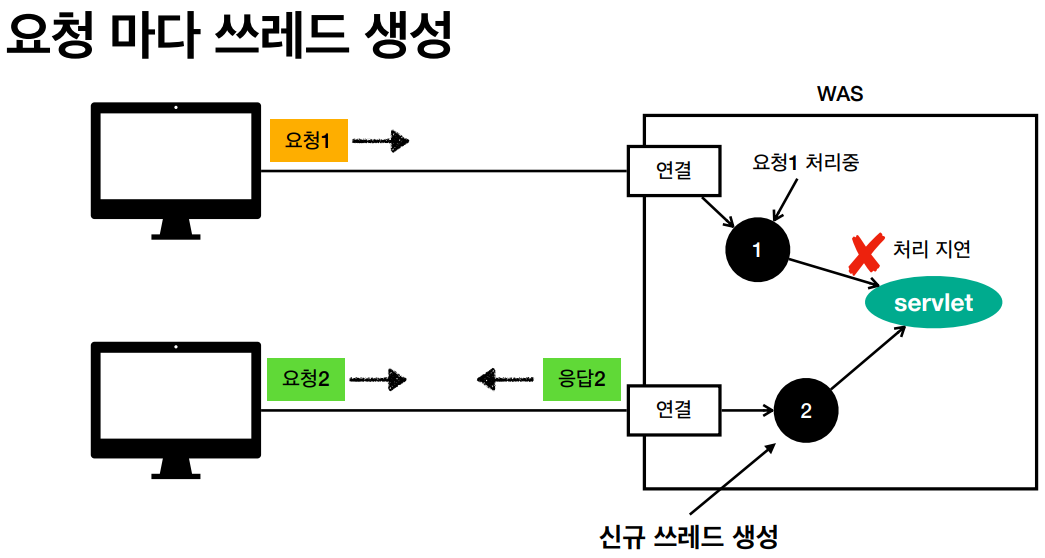 요청 마다 쓰레드 생성
WAS
요청1
연결
요청1 처리중
1
처리 지연
servlet
요청2
응답2
연결
2
신규 쓰레드 생성